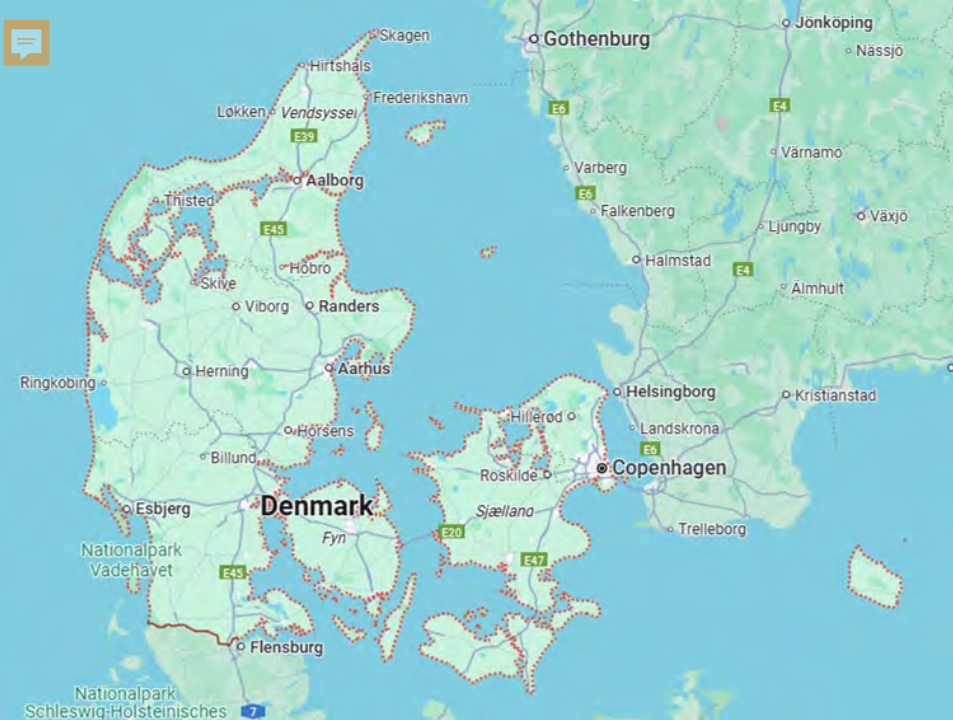 Skagen
Gothenburg
Jönköping
Nässjö
Hirtshals
Frederikshavn
Løkken
Vendsyssel
E6
E4
E39
Värnamo
Varberg
Aalborg
E6
Thisted
Falkenberg
Växjö
E45
Ljungby
Halmstad
Hobro
E4
Skive
Älmhult
Viborg
Randers
Aarhus
Herning
Ringkøbing
Helsingborg
Kristianstad
Hillerød
Horsens
Landskrona
E6
Billund
Roskilde
Copenhagen
Denmark
Esbjerg
Sjælland
Trelleborg
E20
Fyn
Nationalpark
Vadehavet
E47
E45
Flensburg
Nationalpark
Schleswig-Holsteinisches
7